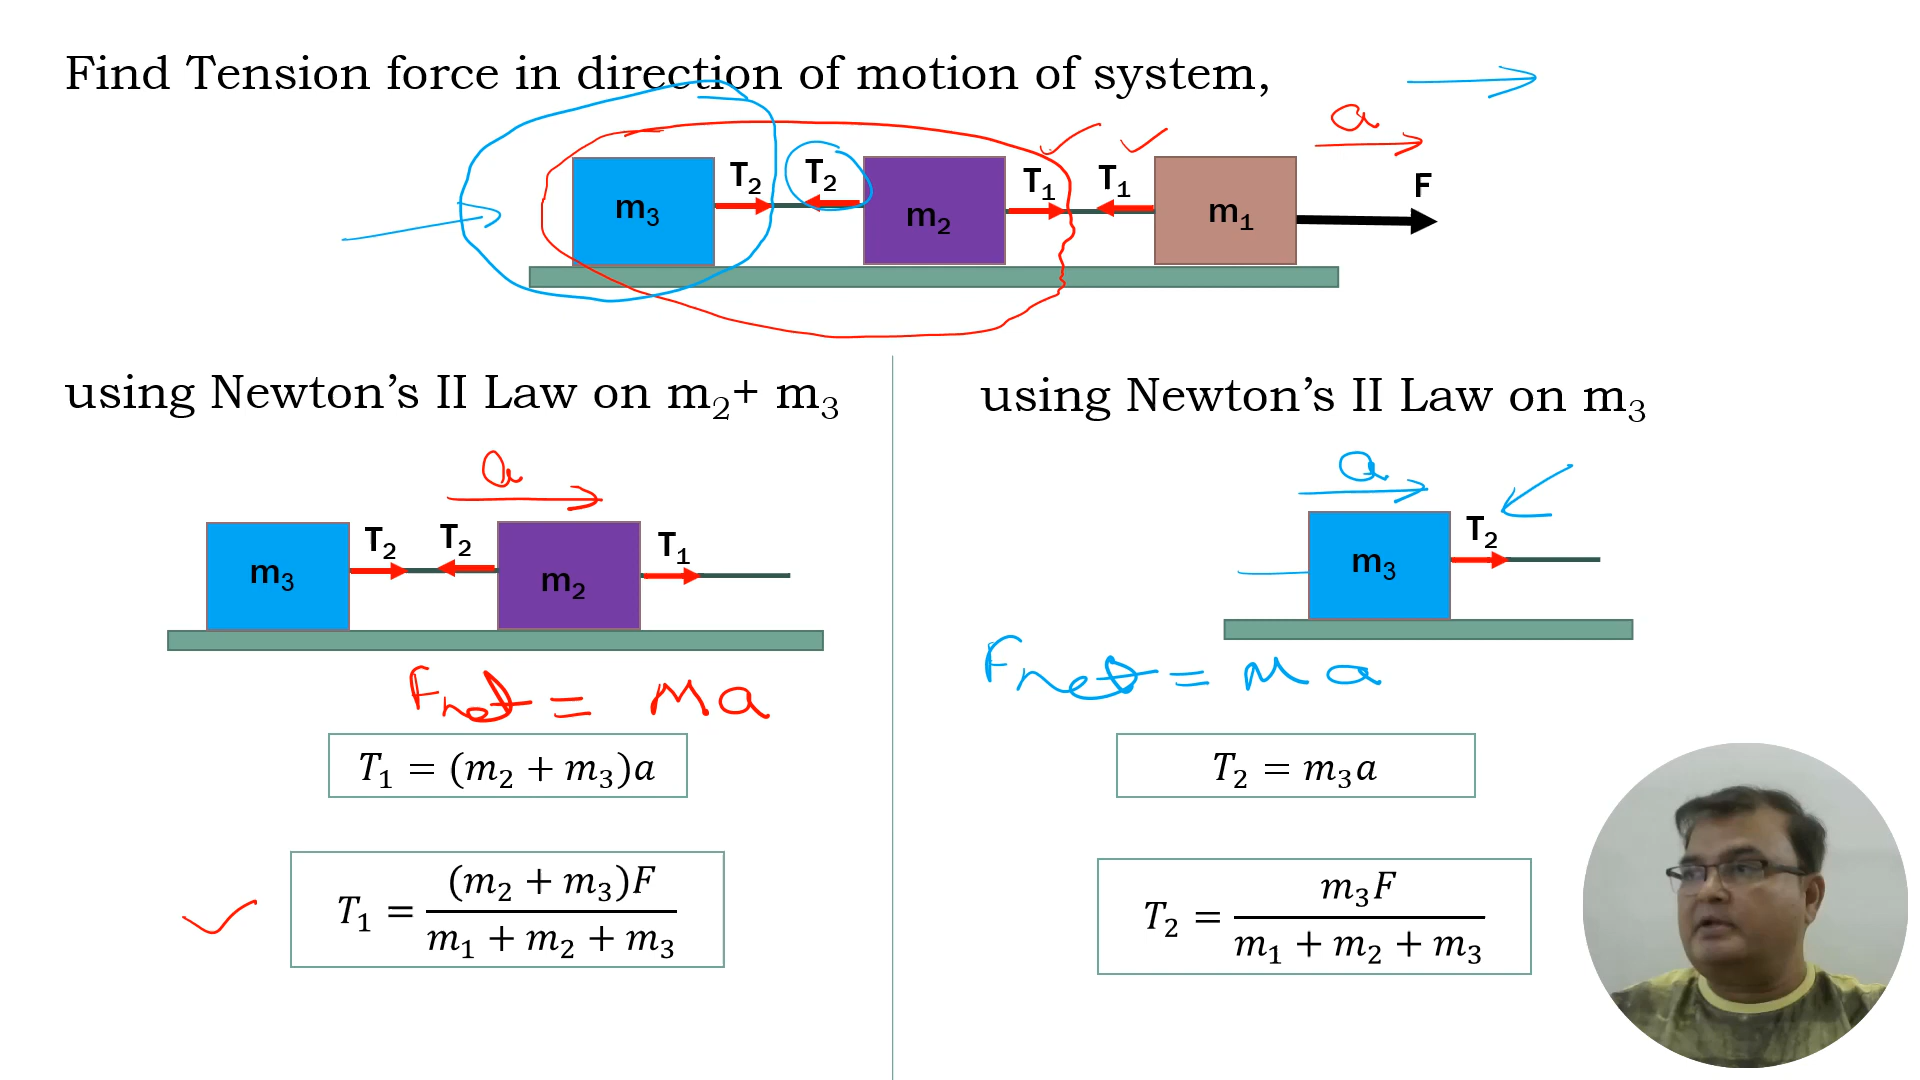 Find Tension force in direction of motion of system,
a
m₃ T₂ T₂ m₂ T₁ T₁ m₁ F
using Newton's II Law on m₂+ m₃
a
m₃ T₂ T₂ m₂ T₁
Fnet = Ma
T₁ = (m₂ + m₃)a
T₁ = (m₂ + m₃)F / m₁ + m₂ + m₃
using Newton's II Law on m₃
a
m₃ T₂
Fnet = Ma
T₂ = m₃a
T₂ = m₃F / m₁ + m₂ + m₃